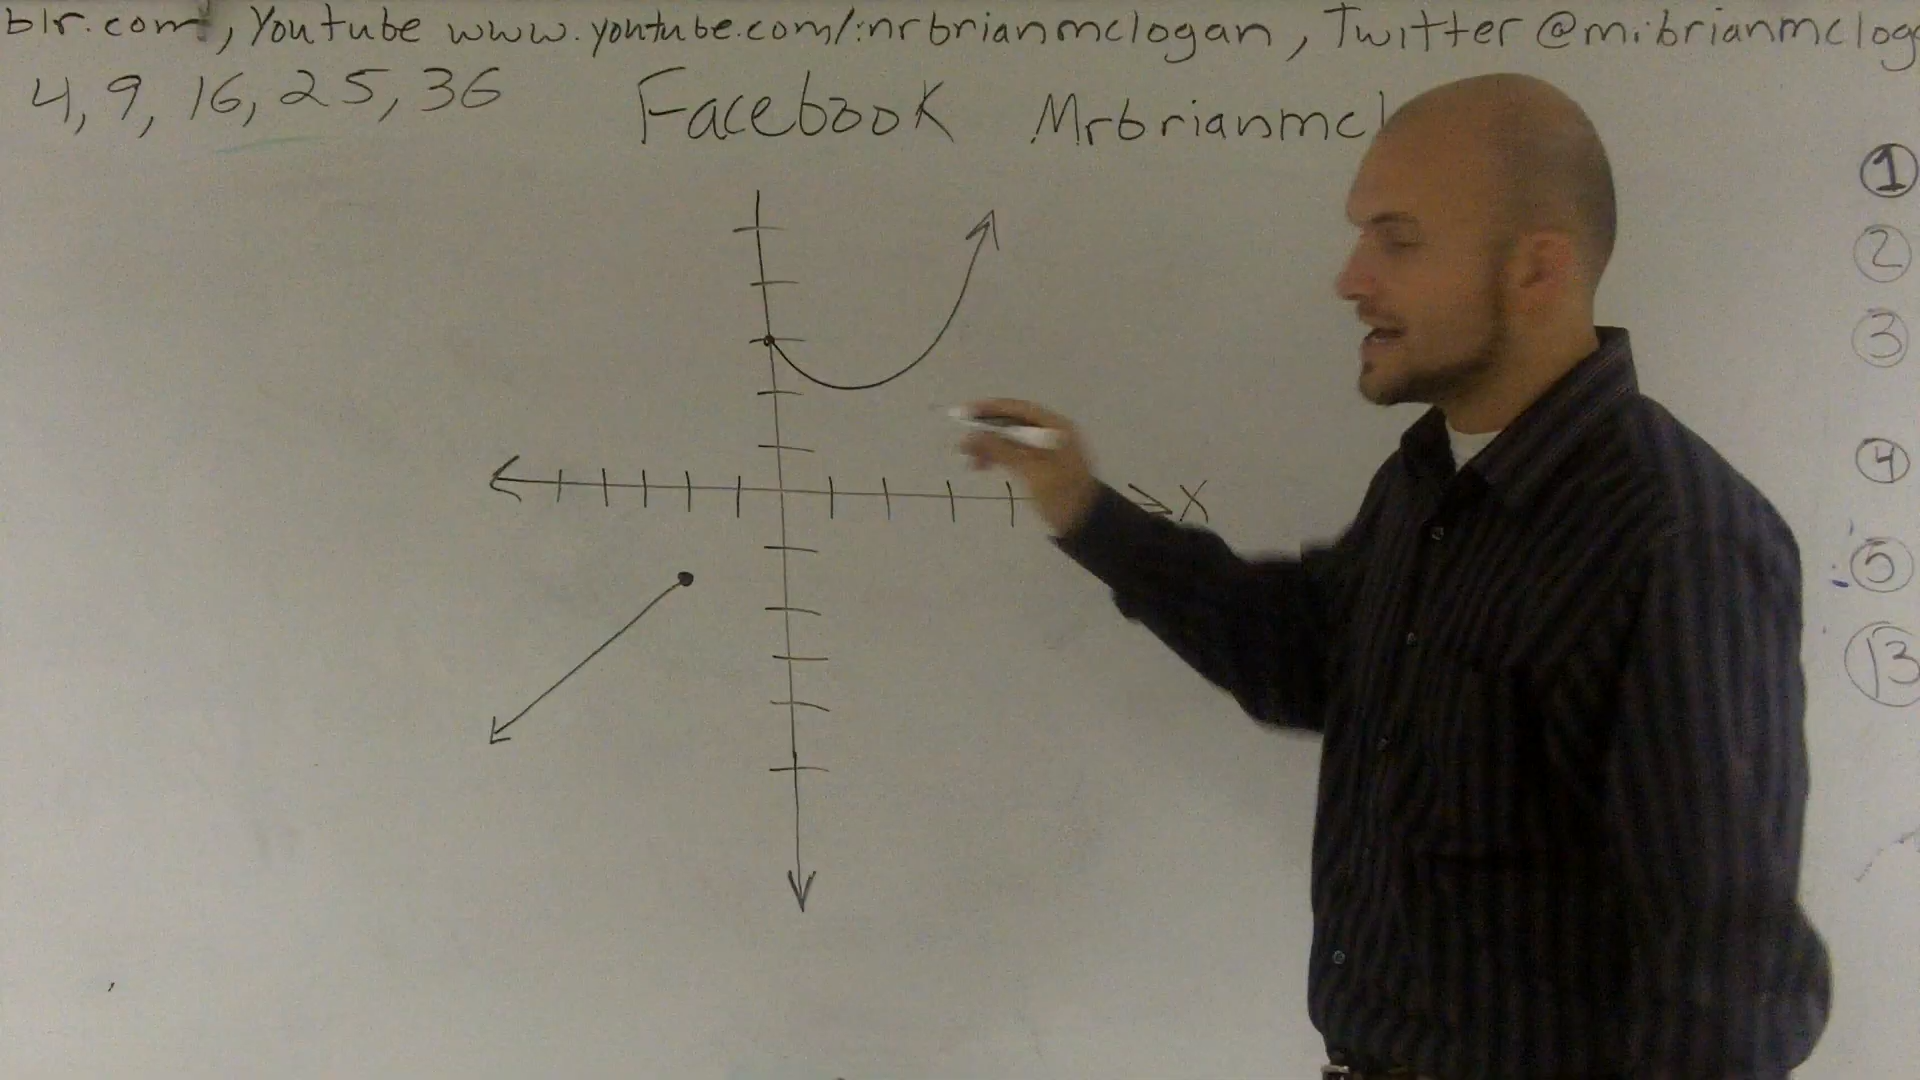 blr.com, Youtube www.youtube.com/mrbrianmclogan, Twitter @mrbrianmclog
4, 9, 16, 25, 36 Facebook Mrbrianmcl
1
2
3
4
X
5
13